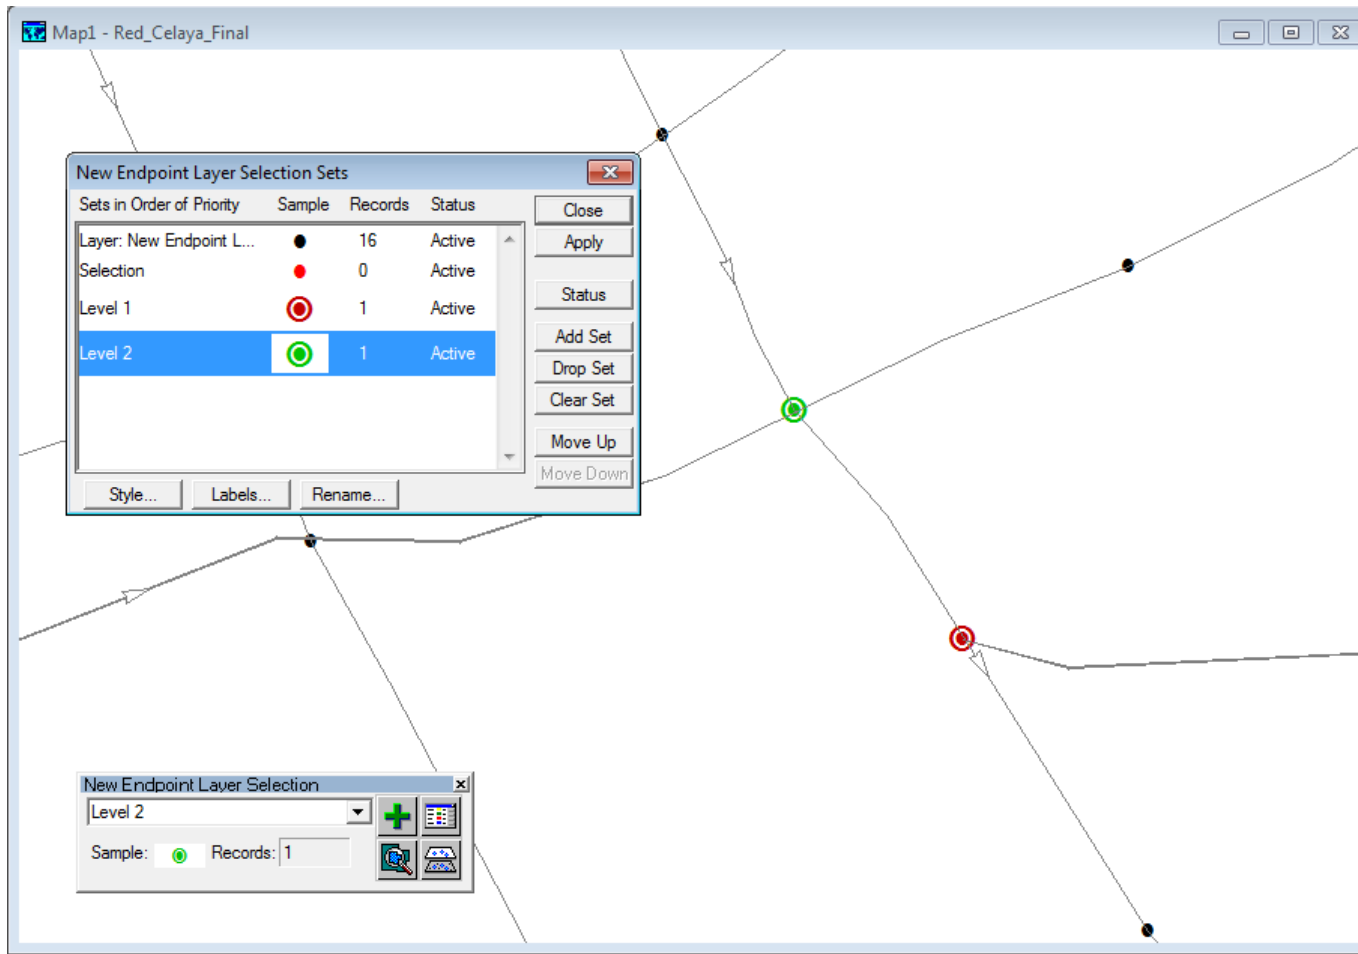 Map1 - Red_Celaya_Final
New Endpoint Layer Selection Sets
Sets in Order of Priority Sample Records Status
Layer: New Endpoint L... 16 Active
Selection 0 Active
Level 1 1 Active
Level 2 1 Active
Close
Apply
Status
Add Set
Drop Set
Clear Set
Move Up
Move Down
Style... Labels... Rename...
New Endpoint Layer Selection
Level 2
Sample: Records: 1